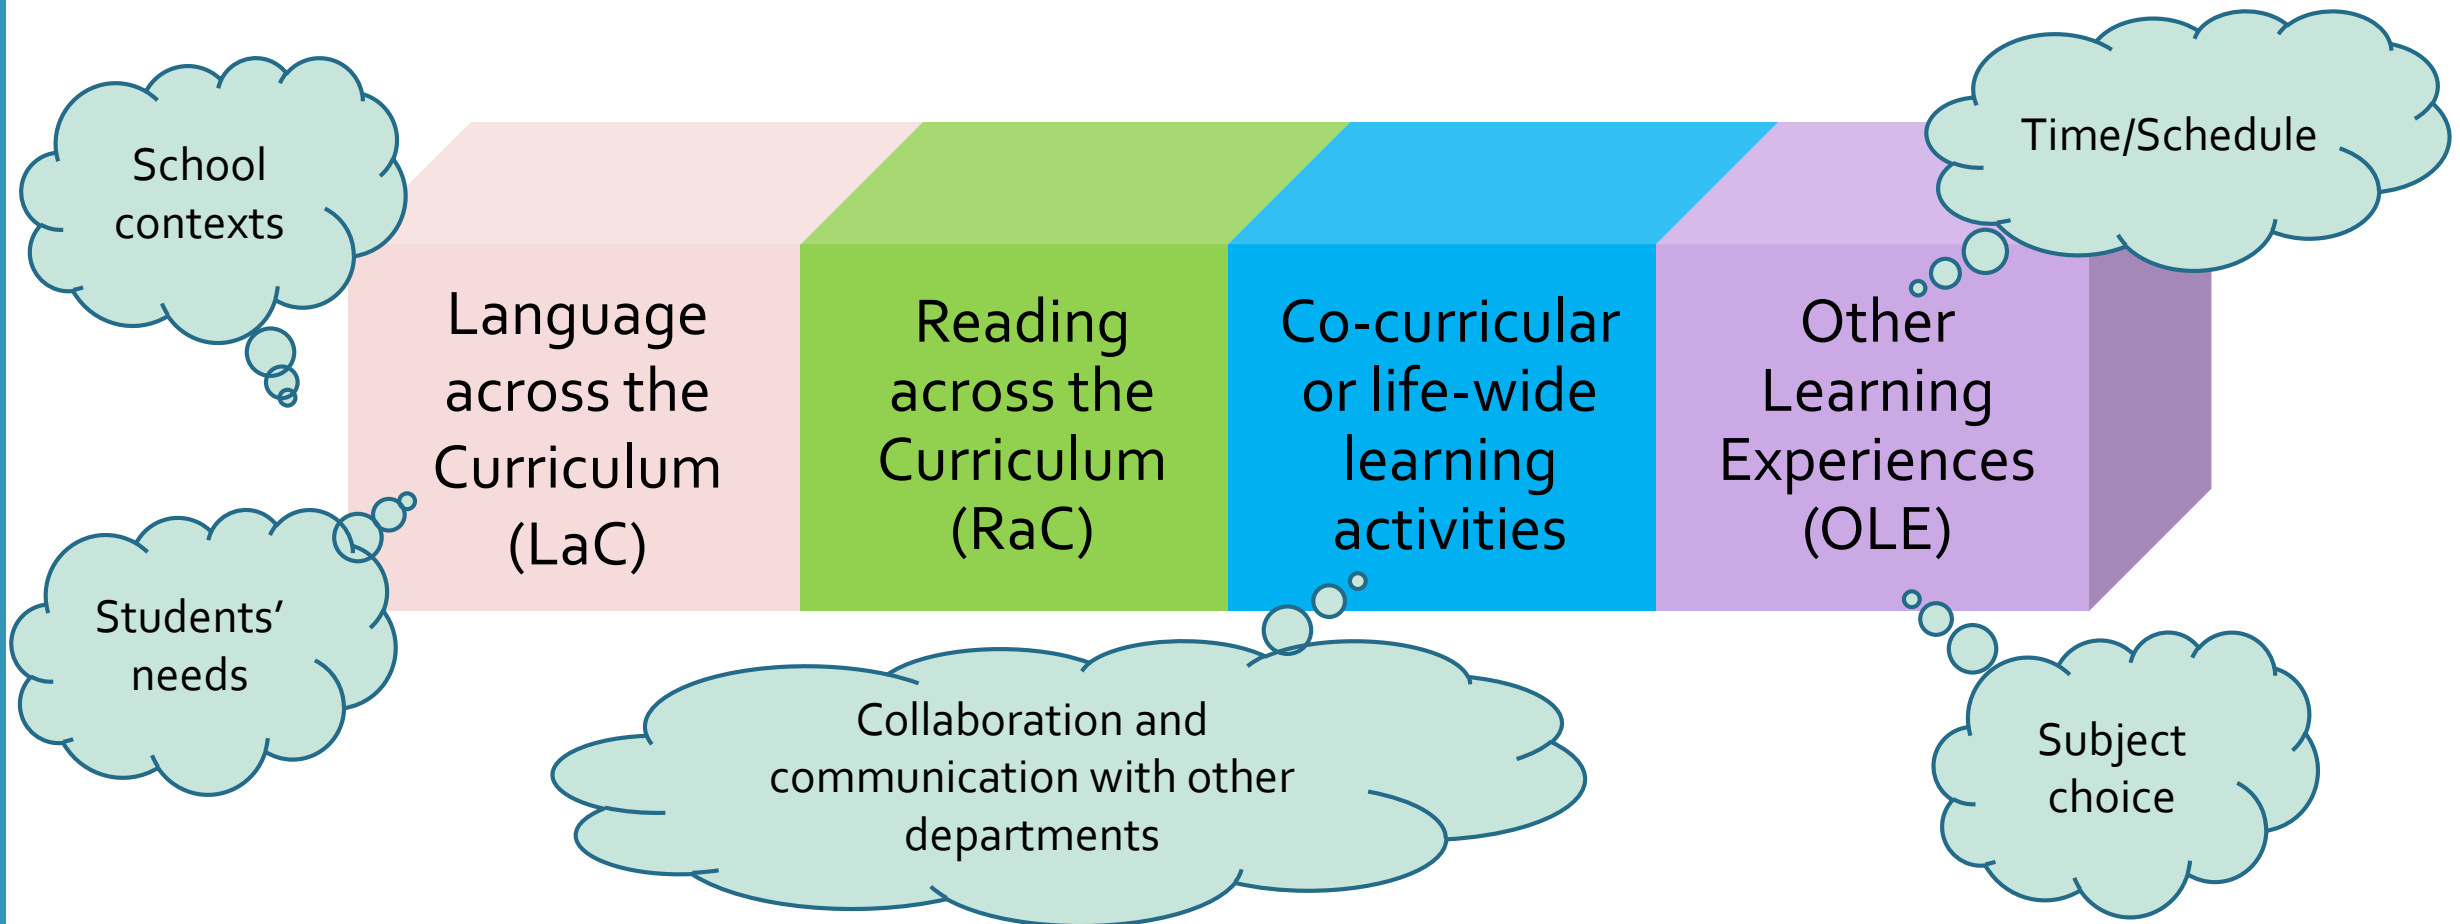 School
contexts
Time/Schedule
Language
across the
Curriculum
(LaC)
Reading
across the
Curriculum
(RaC)
Co-curricular
or life-wide
learning
activities
Other
Learning
Experiences
(OLE)
Students’
needs
Collaboration and
communication with other
departments
Subject
choice